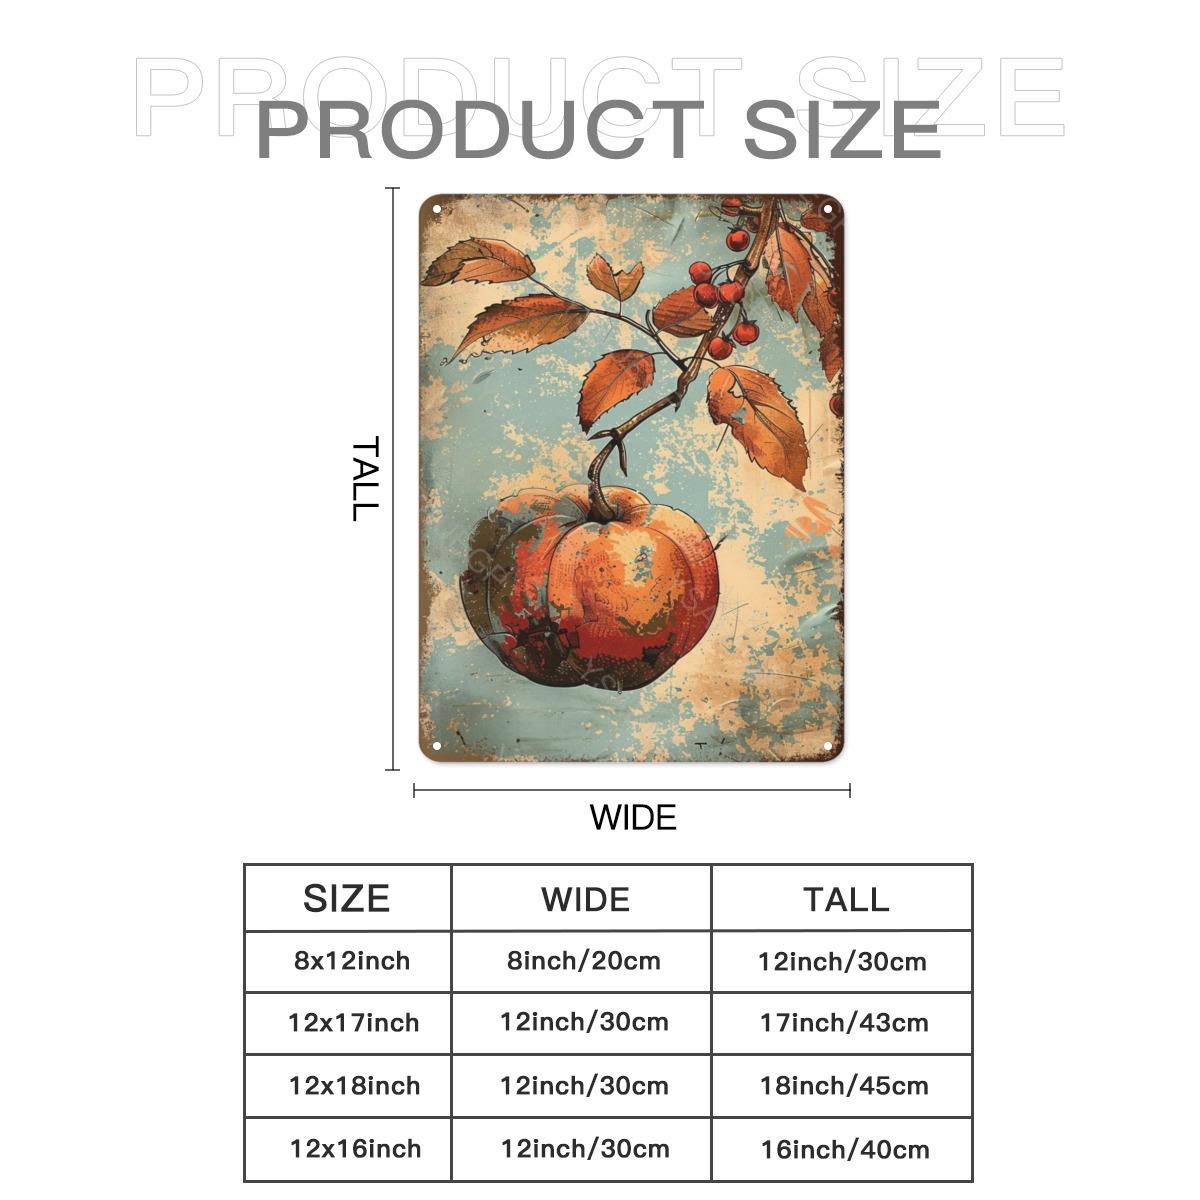 PRODUCT SIZE
PRODUCT SIZE
TALL
WIDE
SIZE WIDE TALL
8x12inch 8inch/20cm 12inch/30cm
12x17inch 12inch/30cm 17inch/43cm
12x18inch 12inch/30cm 18inch/45cm
12x16inch 12inch/30cm 16inch/40cm